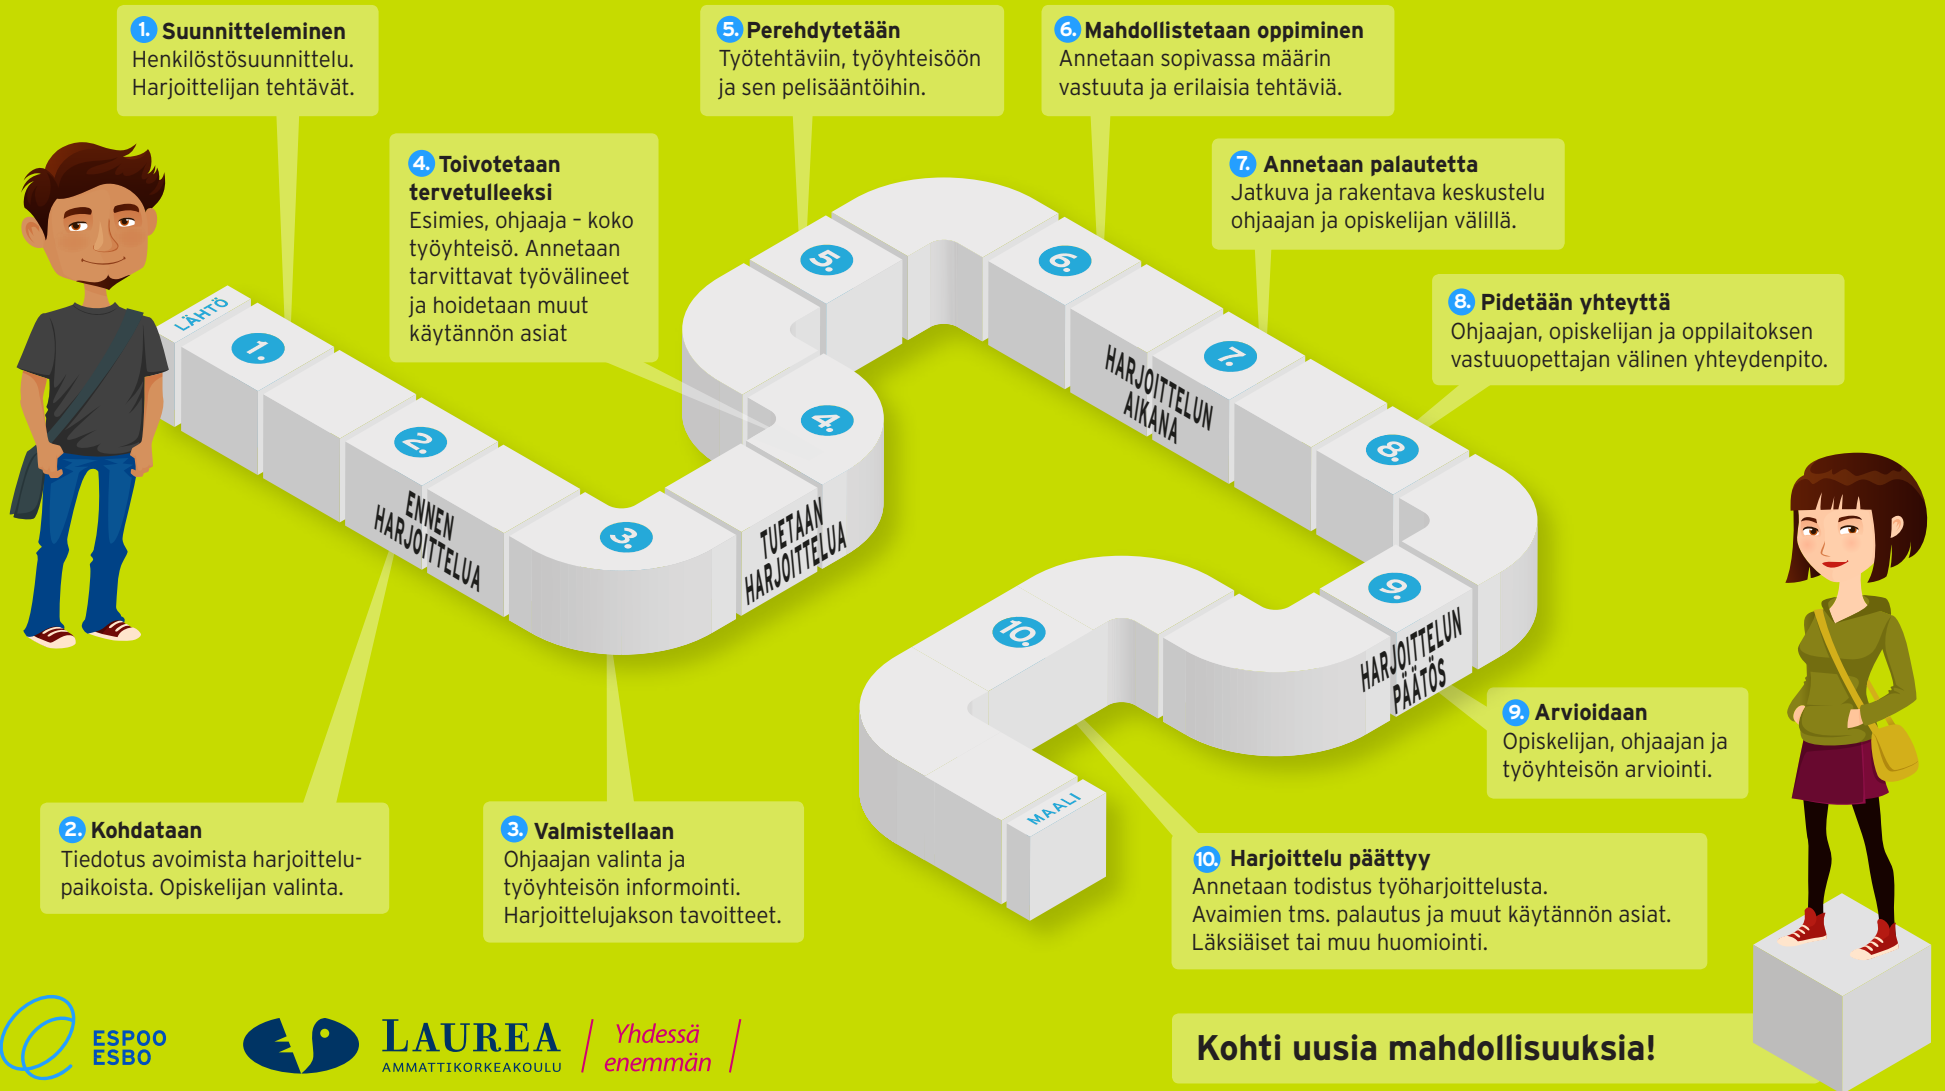 1. Suunnitteleminen
Henkilöstösuunnittelu.
Harjoittelijan tehtävät.
5. Perehdytetään
Työtehtäviin, työyhteisöön
ja sen pelisääntöihin.
6. Mahdollistetaan oppiminen
Annetaan sopivassa määrin
vastuuta ja erilaisia tehtäviä.
4. Toivotetaan
tervetulleeksi
Esimies, ohjaaja – koko
työyhteisö. Annetaan
tarvittavat työvälineet
ja hoidetaan muut
käytännön asiat
7. Annetaan palautetta
Jatkuva ja rakentava keskustelu
ohjaajan ja opiskelijan välillä.
8. Pidetään yhteyttä
Ohjaajan, opiskelijan ja oppilaitoksen
vastuuopettajan välinen yhteydenpito.
LÄHTÖ
1.
2.
ENNEN
HARJOITTELUA
3.
TUETAAN
HARJOITTELUA
4.
5.
6.
HARJOITTELUN
AIKANA
7.
8.
9.
HARJOITTELUN
PÄÄTÖS
10.
MAALI
9. Arvioidaan
Opiskelijan, ohjaajan ja
työyhteisön arviointi.
2. Kohdataan
Tiedotus avoimista harjoittelu-
paikoista. Opiskelijan valinta.
3. Valmistellaan
Ohjaajan valinta ja
työyhteisön informointi.
Harjoittelujakson tavoitteet.
10. Harjoittelu päättyy
Annetaan todistus työharjoittelusta.
Avaimien tms. palautus ja muut käytännön asiat.
Läksiäiset tai muu huomiointi.
ESPOO
ESBO
LAUREA
AMMATTIKORKEAKOULU
Yhdessä
enemmän
Kohti uusia mahdollisuuksia!